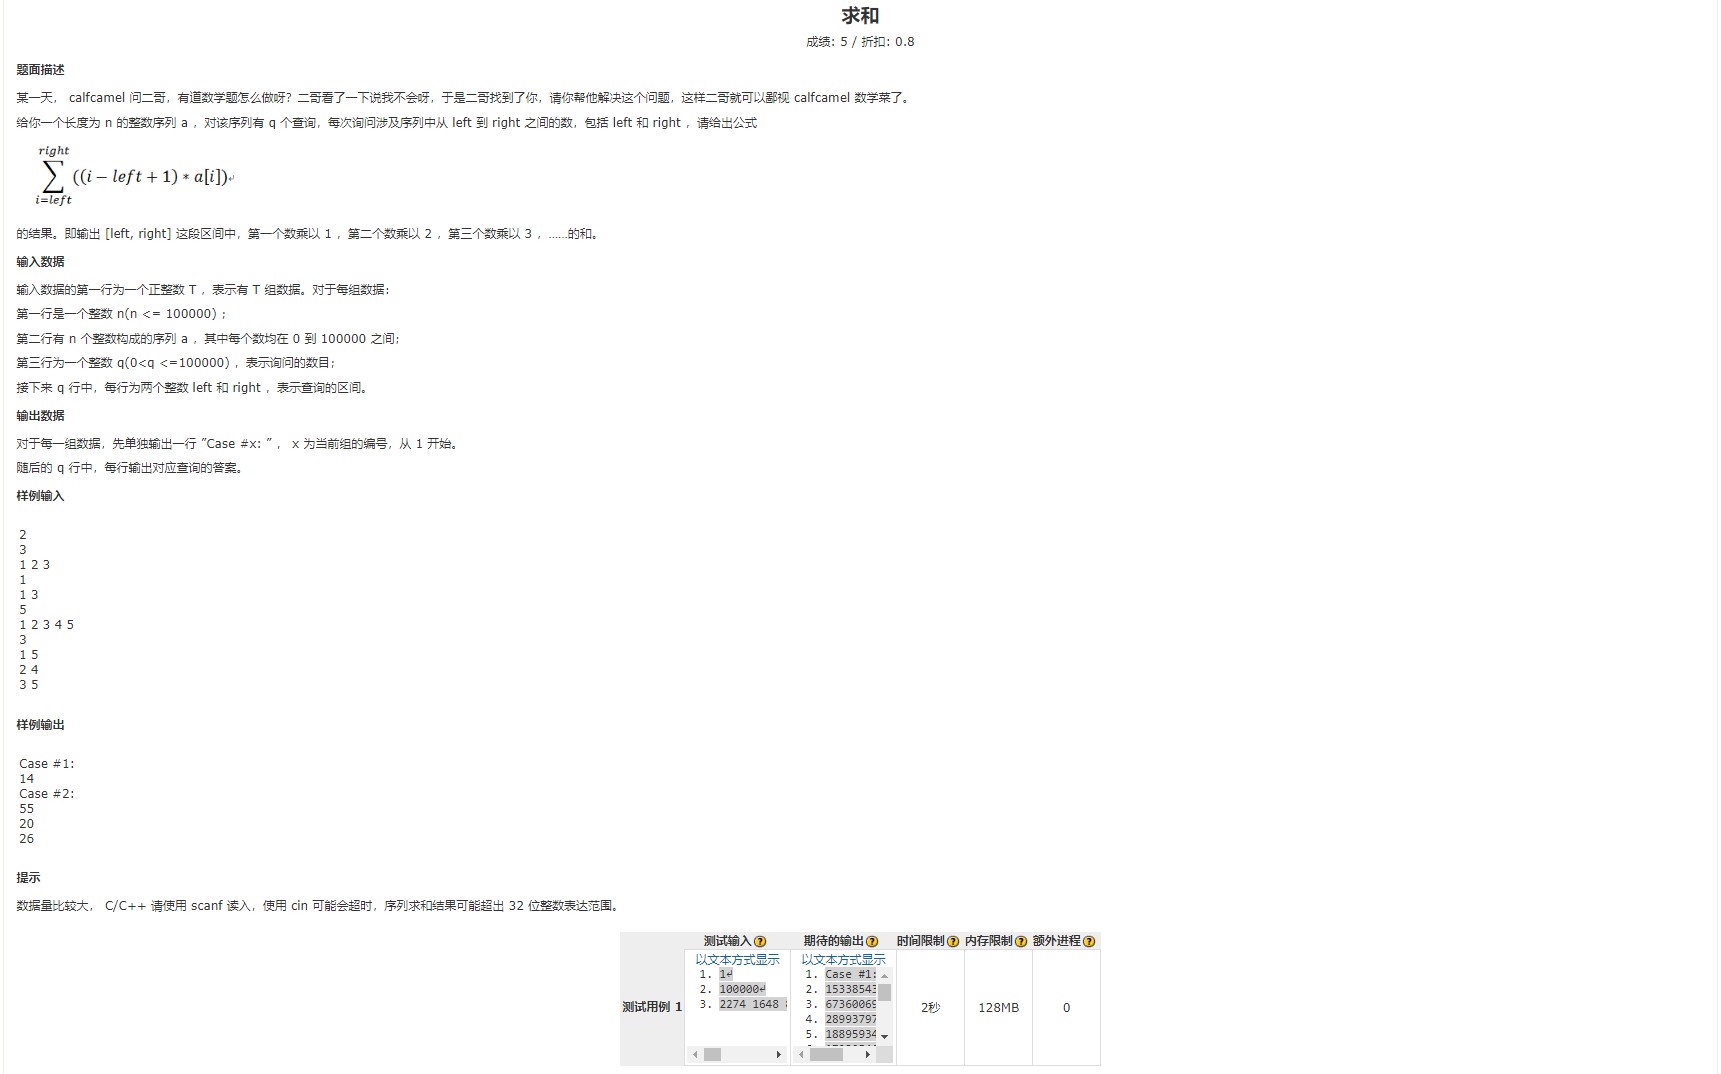 求和
成绩: 5 / 折扣: 0.8
题面描述
某一天， calfcamel 问二哥，有道数学题怎么做呀？二哥看了一下说我不会呀，于是二哥找到了你，请你帮他解决这个问题，这样二哥就可以鄙视 calfcamel 数学菜了。
给你一个长度为 n 的整数序列 a ，对该序列有 q 个查询，每次询问涉及序列中从 left 到 right 之间的数，包括 left 和 right ，请给出公式
right
∑ ((i − left + 1) ∗ a[i])↵
i=left
的结果。即输出 [left, right] 这段区间中，第一个数乘以 1 ，第二个数乘以 2 ，第三个数乘以 3 ，……的和。
输入数据
输入数据的第一行为一个正整数 T ，表示有 T 组数据。对于每组数据：
第一行是一个整数 n(n <= 100000) ；
第二行有 n 个整数构成的序列 a ，其中每个数均在 0 到 100000 之间；
第三行为一个整数 q(0<q <=100000) ，表示询问的数目；
接下来 q 行中，每行为两个整数 left 和 right ，表示查询的区间。
输出数据
对于每一组数据，先单独输出一行 ”Case #x: ” ， x 为当前组的编号，从 1 开始。
随后的 q 行中，每行输出对应查询的答案。
样例输入
2
3
1 2 3
1
1 3
5
1 2 3 4 5
3
1 5
2 4
3 5
样例输出
Case #1:
14
Case #2:
55
20
26
提示
数据量比较大， C/C++ 请使用 scanf 读入，使用 cin 可能会超时，序列求和结果可能超出 32 位整数表达范围。
测试输入 期待的输出 时间限制 内存限制 额外进程
测试用例 1
以文本方式显示
1. 1↵
2. 100000↵
3. 2274 1648
以文本方式显示
1. Case #1:
2. 15338543
3. 67360069
4. 28993797
5. 18895934
2秒
128MB
0